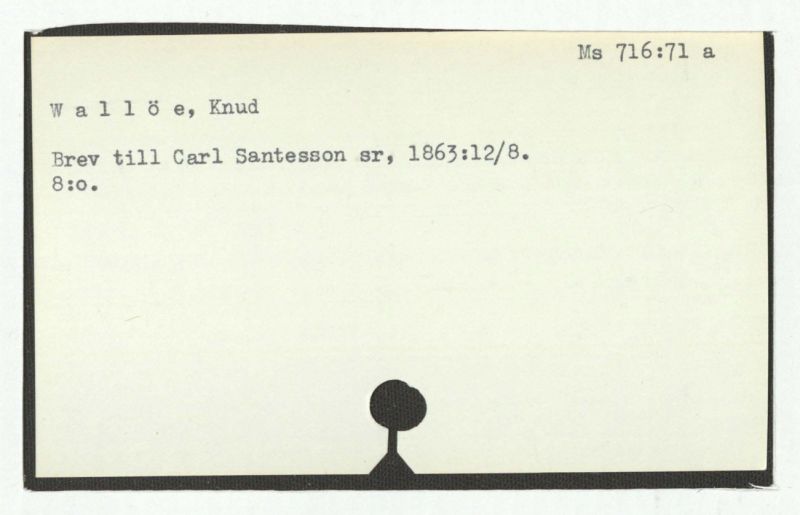 Ms 716:71 a
W a l l ö e, Knud
Brev till Carl Santesson sr, 1863:12/8.
8:o.